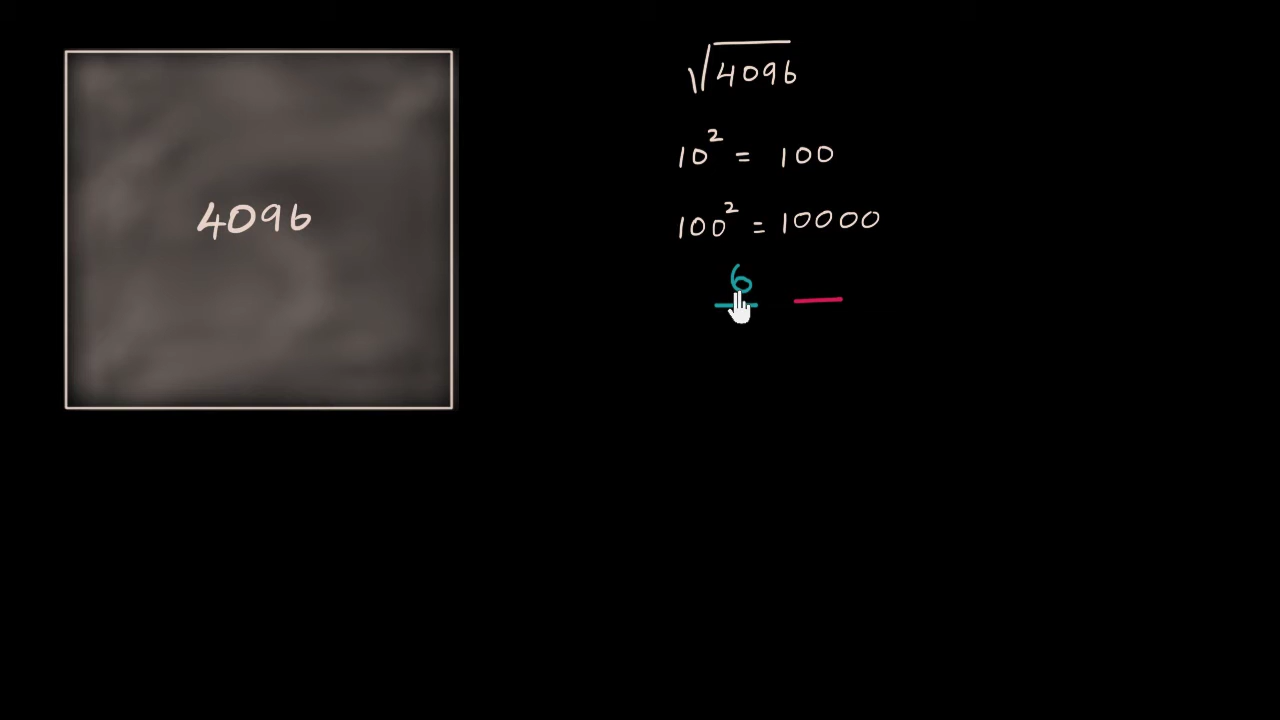 4096
√4096
10² = 100
100² = 10000
6